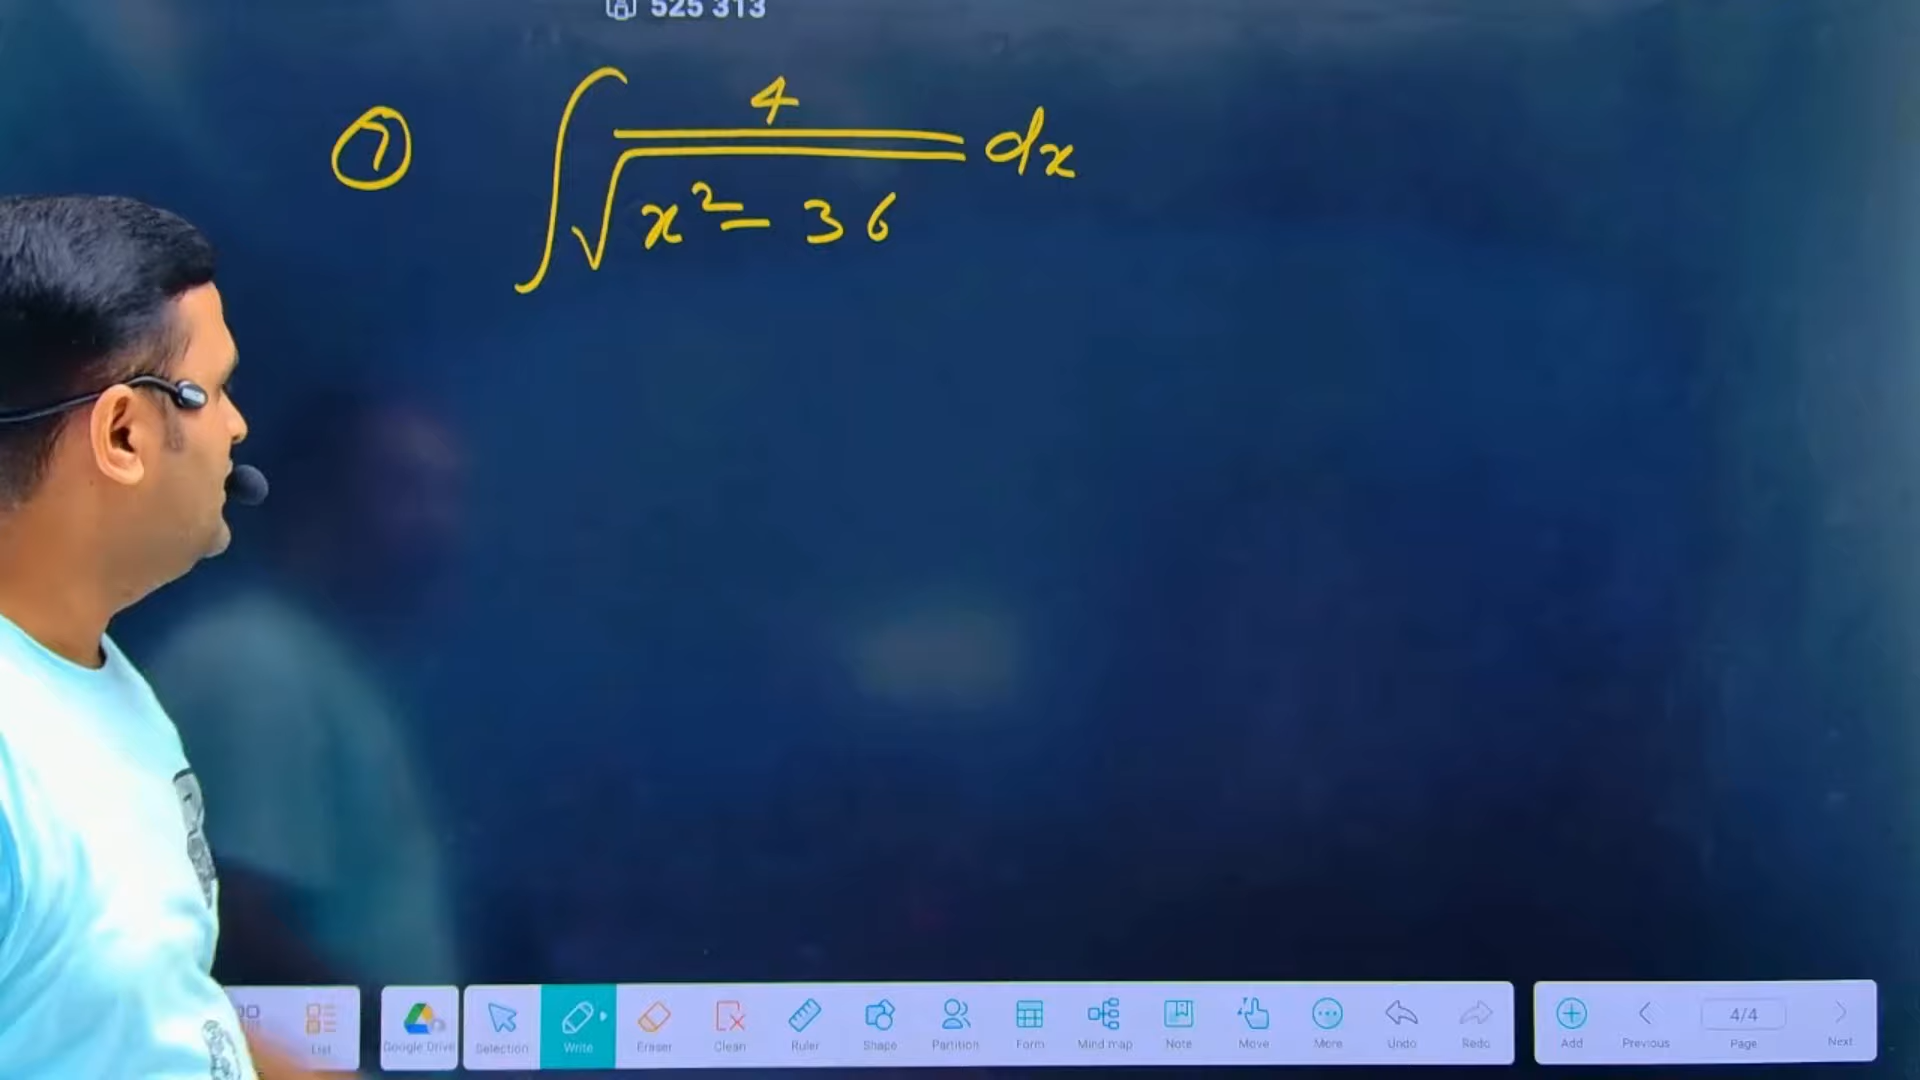 525 313
⑦ ∫ 4/√(x² - 36) dx
List Google Drive Selection Write Eraser Clean Ruler Shape Partition Form Mind map Note Move More Undo Redo Add Previous 4/4 Page Next